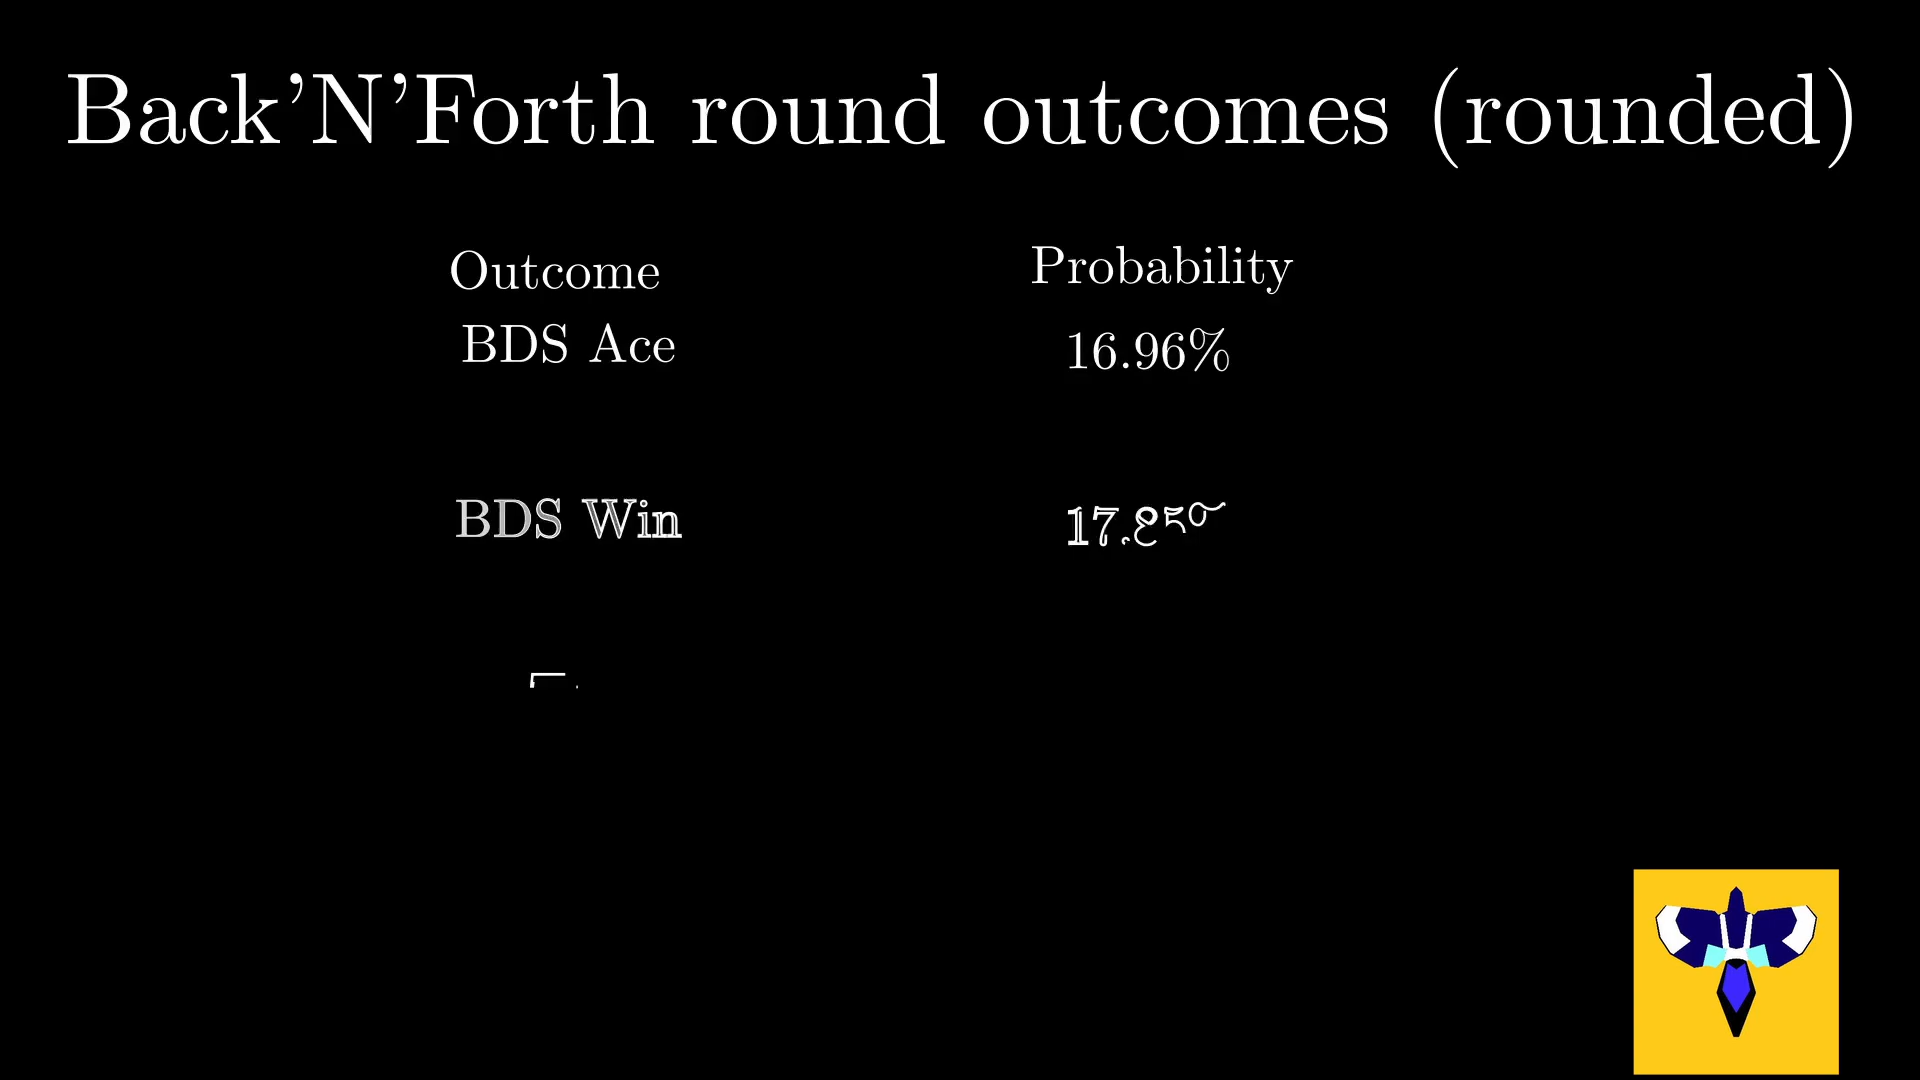 Back'N'Forth round outcomes (rounded)
Outcome Probability
BDS Ace 16.96%
BDS Win